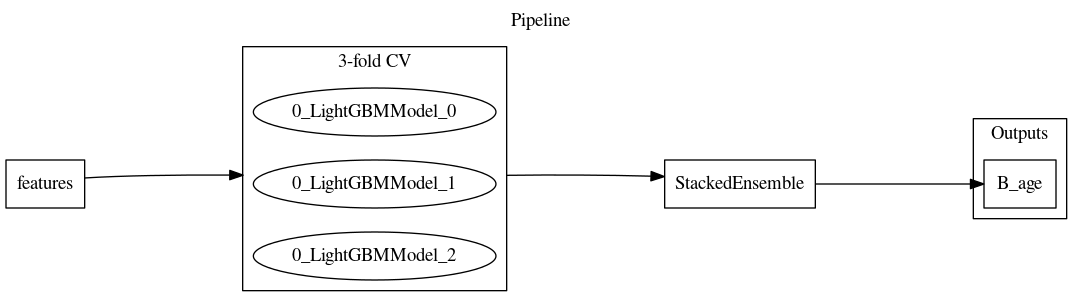 Pipeline
3-fold CV
0_LightGBMModel_0
Outputs
features
0_LightGBMModel_1
StackedEnsemble
B_age
0_LightGBMModel_2